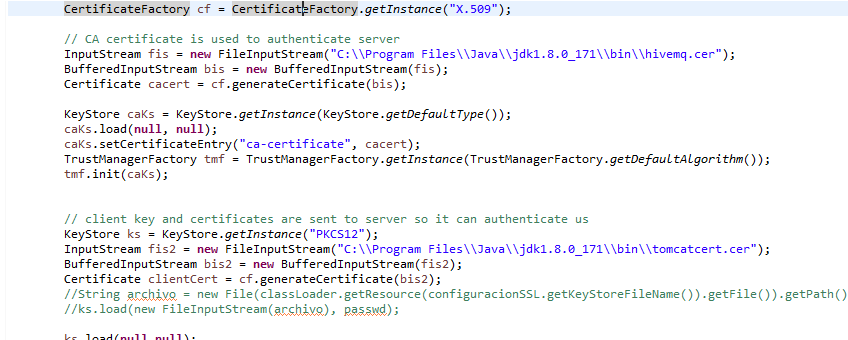 CertificateFactory cf = CertificateFactory.getInstance("X.509");
// CA certificate is used to authenticate server
InputStream fis = new FileInputStream("C:\\Program Files\\Java\\jdk1.8.0_171\\bin\\hivemq.cer");
BufferedInputStream bis = new BufferedInputStream(fis);
Certificate cacert = cf.generateCertificate(bis);
KeyStore caKs = KeyStore.getInstance(KeyStore.getDefaultType());
caKs.load(null, null);
caKs.setCertificateEntry("ca-certificate", cacert);
TrustManagerFactory tmf = TrustManagerFactory.getInstance(TrustManagerFactory.getDefaultAlgorithm());
tmf.init(caKs);
// client key and certificates are sent to server so it can authenticate us
KeyStore ks = KeyStore.getInstance("PKCS12");
InputStream fis2 = new FileInputStream("C:\\Program Files\\Java\\jdk1.8.0_171\\bin\\tomcatcert.cer");
BufferedInputStream bis2 = new BufferedInputStream(fis2);
Certificate clientCert = cf.generateCertificate(bis2);
//String archivo = new File(classLoader.getResource(configuracionSSL.getKeyStoreFileName()).getFile()).getPath()
//ks.load(new FileInputStream(archivo), passwd);
ks.load(null,null);